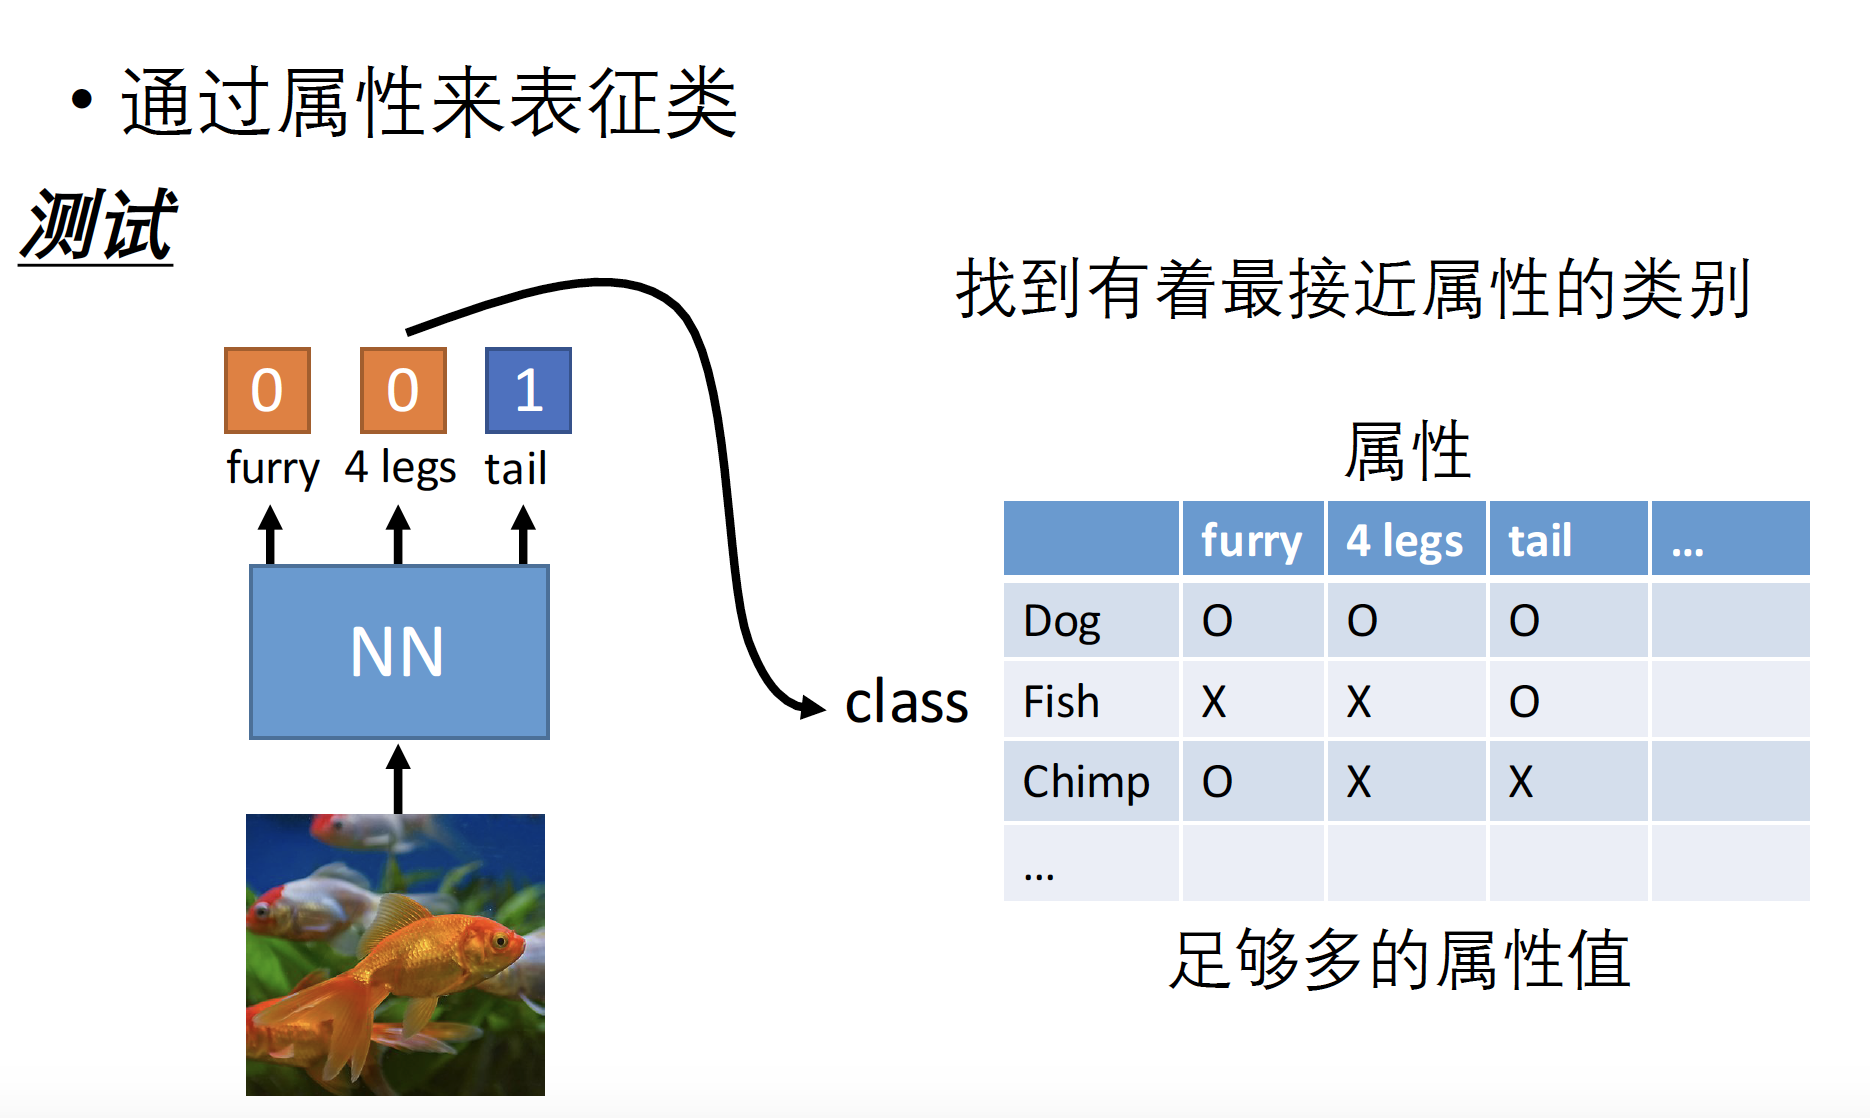 • 通过属性来表征类
测试
找到有着最接近属性的类别
0 0 1
furry 4 legs tail
NN
class
属性
furry 4 legs tail ...
Dog O O O
Fish X X O
Chimp O X X
...
足够多的属性值